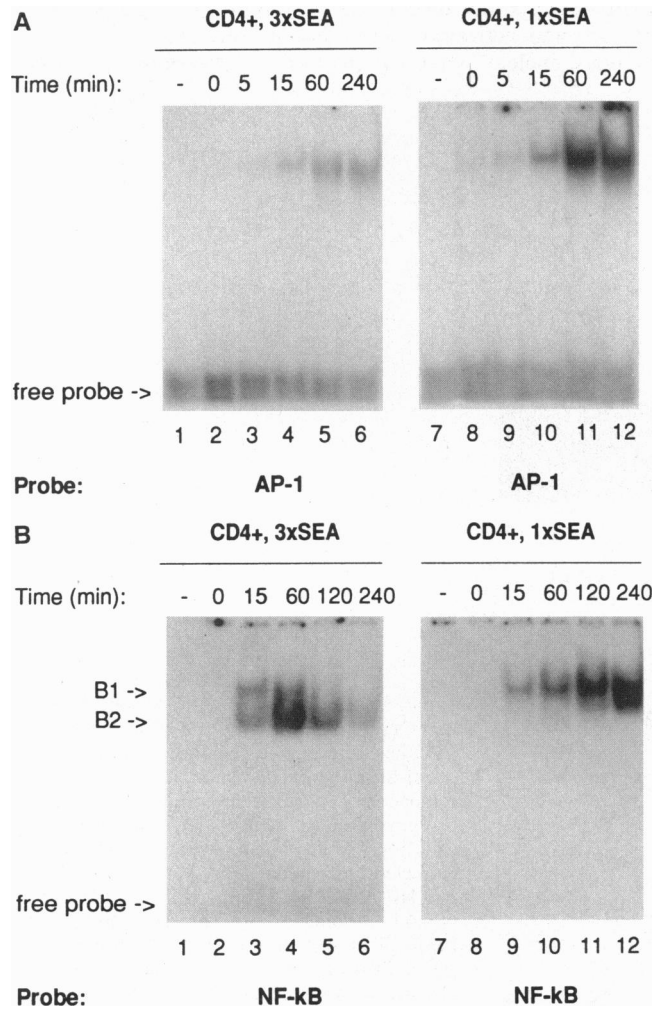 A
CD4+, 3xSEA CD4+, 1xSEA
Time (min): - 0 5 15 60 240 - 0 5 15 60 240
free probe ->
1 2 3 4 5 6 7 8 9 10 11 12
Probe: AP-1 AP-1
B
CD4+, 3xSEA CD4+, 1xSEA
Time (min): - 0 15 60 120 240 - 0 15 60 120 240
B1 ->
B2 ->
free probe ->
1 2 3 4 5 6 7 8 9 10 11 12
Probe: NF-kB NF-kB